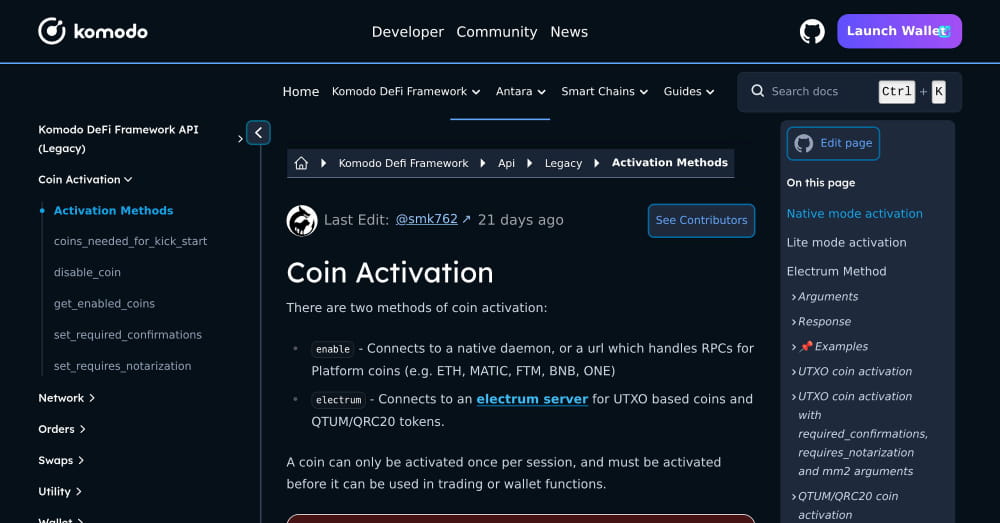 komodo
Developer Community News
Launch Wallet
Home Komodo DeFi Framework Antara Smart Chains Guides
Search docs Ctrl + K
Komodo DeFi Framework API
(Legacy)
Coin Activation
Activation Methods
coins_needed_for_kick_start
disable_coin
get_enabled_coins
set_required_confirmations
set_requires_notarization
Network
Orders
Swaps
Utility
Wallet
Komodo Defi Framework Api Legacy Activation Methods
Last Edit: @smk762 ↗ 21 days ago
See Contributors
Coin Activation
There are two methods of coin activation:
• enable - Connects to a native daemon, or a url which handles RPCs for
Platform coins (e.g. ETH, MATIC, FTM, BNB, ONE)
• electrum - Connects to an electrum server for UTXO based coins and
QTUM/QRC20 tokens.
A coin can only be activated once per session, and must be activated
before it can be used in trading or wallet functions.
Edit page
On this page
Native mode activation
Lite mode activation
Electrum Method
Arguments
Response
📌 Examples
UTXO coin activation
UTXO coin activation
with
required_confirmations,
requires_notarization
and mm2 arguments
QTUM/QRC20 coin
activation